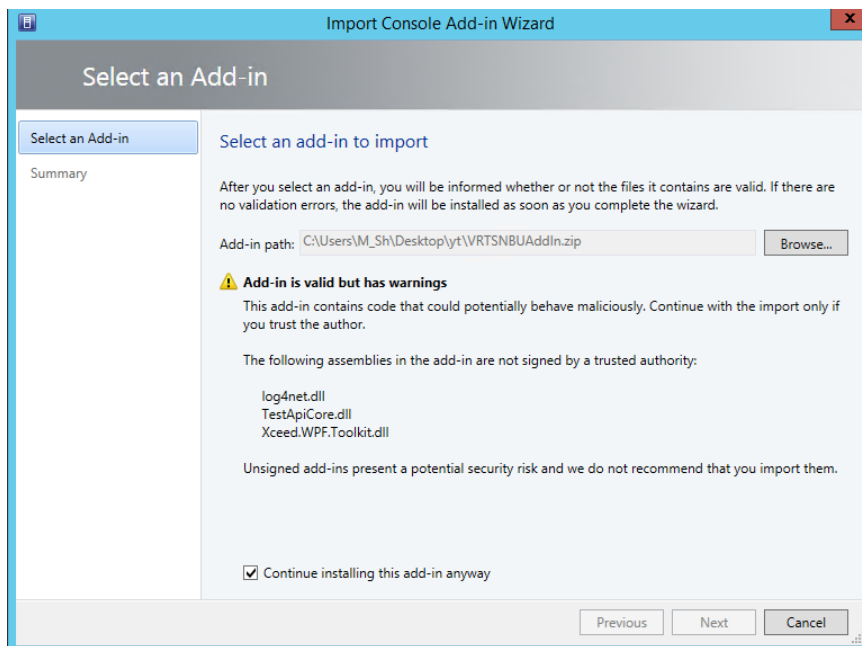 Import Console Add-in Wizard
x
Select an Add-in
Select an Add-in
Summary
Select an add-in to import
After you select an add-in, you will be informed whether or not the files it contains are valid. If there are
no validation errors, the add-in will be installed as soon as you complete the wizard.
Add-in path: C:\Users\M_Sh\Desktop\yt\VRTSNBUAddIn.zip Browse...
Add-in is valid but has warnings
This add-in contains code that could potentially behave maliciously. Continue with the import only if
you trust the author.
The following assemblies in the add-in are not signed by a trusted authority:
log4net.dll
TestApiCore.dll
Xceed.WPF.Toolkit.dll
Unsigned add-ins present a potential security risk and we do not recommend that you import them.
Continue installing this add-in anyway
Previous Next Cancel